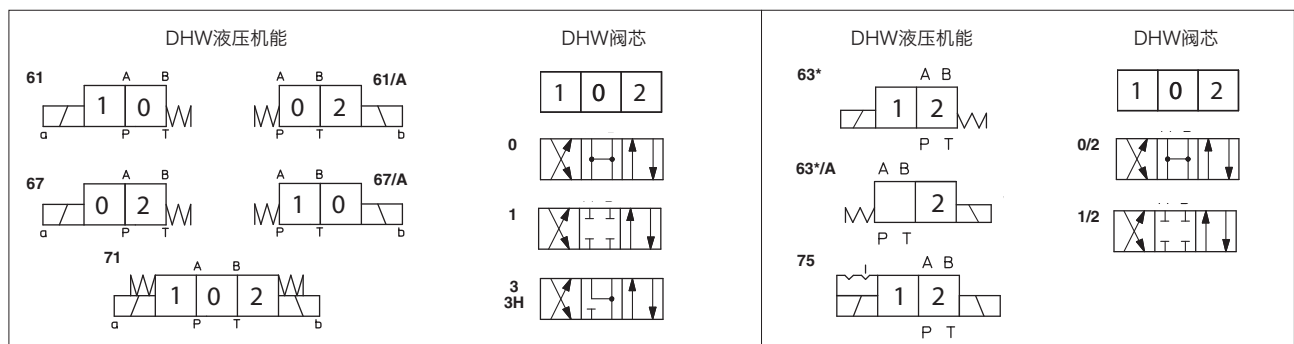 DHW液压机能
DHW阀芯
61
A B
1 0
a P T
A B
61/A
0 2
P T b
1 0 2
0
67
A B
0 2
a P T
A B
67/A
1 0
P T b
1
71
A B
1 0 2
a P T b
3
3H
DHW液压机能
DHW阀芯
63*
A B
1 2
P T
1 0 2
0/2
63*/A
A B
2
P T
1/2
75
A B
1 2
P T